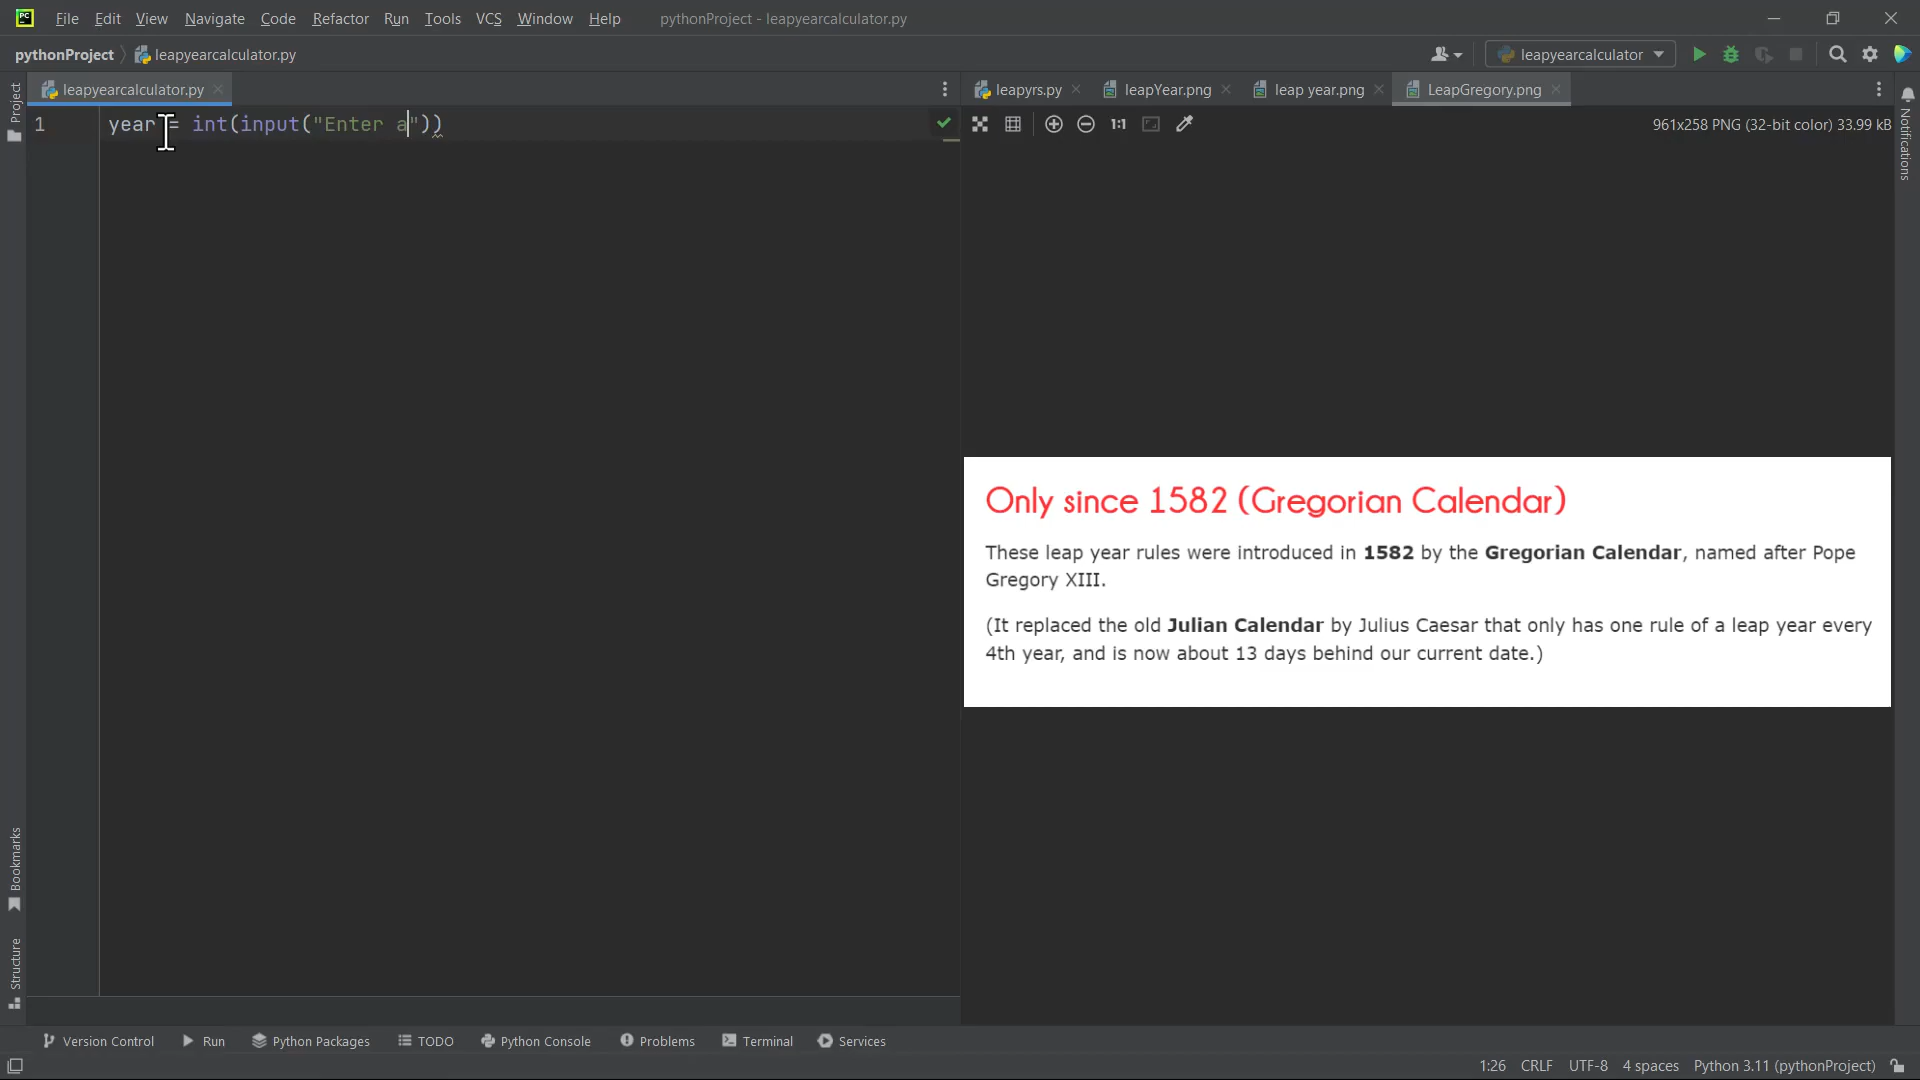 PC File Edit View Navigate Code Refactor Run Tools VCS Window Help pythonProject - leapyearcalculator.py
pythonProject leapyearcalculator.py leapyearcalculator
leapyearcalculator.py leapyrs.py leapYear.png leap year.png LeapGregory.png
1 year = int(input("Enter a"))
1:1 961x258 PNG (32-bit color) 33.99 kB
Project
Notifications
Only since 1582 (Gregorian Calendar)
These leap year rules were introduced in 1582 by the Gregorian Calendar, named after Pope
Gregory XIII.
(It replaced the old Julian Calendar by Julius Caesar that only has one rule of a leap year every
4th year, and is now about 13 days behind our current date.)
Bookmarks
Structure
Version Control Run Python Packages TODO Python Console Problems Terminal Services
1:26 CRLF UTF-8 4 spaces Python 3.11 (pythonProject)